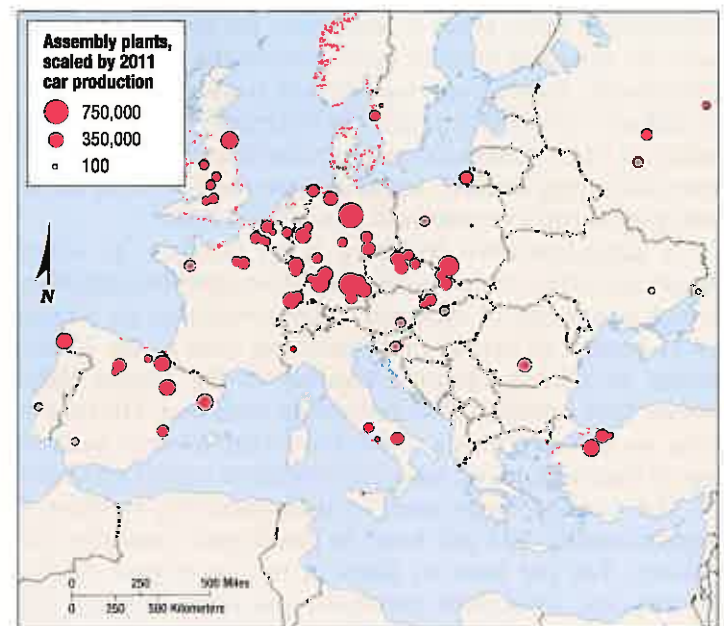 Assembly plants,
scaled by 2011
car production
750,000
350,000
100
N
0 250 500 Miles
0 250 500 Kilometers